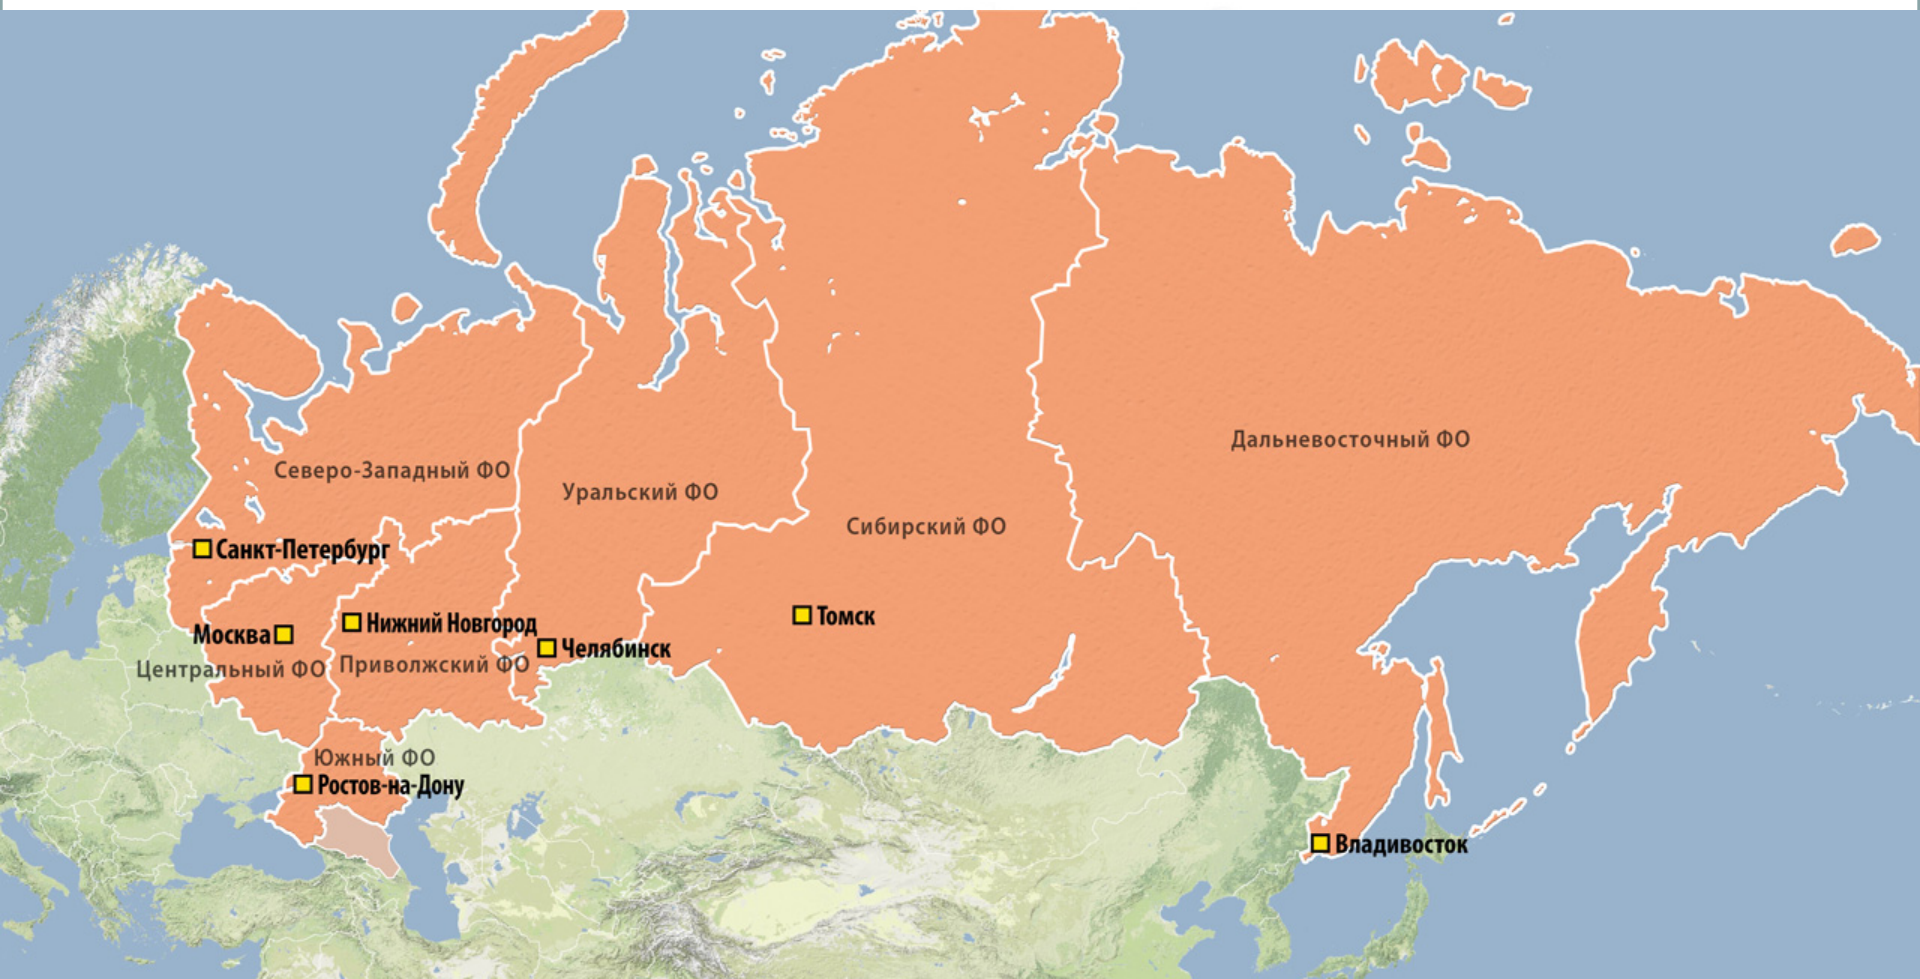 Дальневосточный ФО
Северо-Западный ФО
Уральский ФО
Сибирский ФО
Санкт-Петербург
Томск
Нижний Новгород
Москва
Челябинск
Центральный ФО
Приволжский ФО
Южный ФО
Ростов-на-Дону
Владивосток